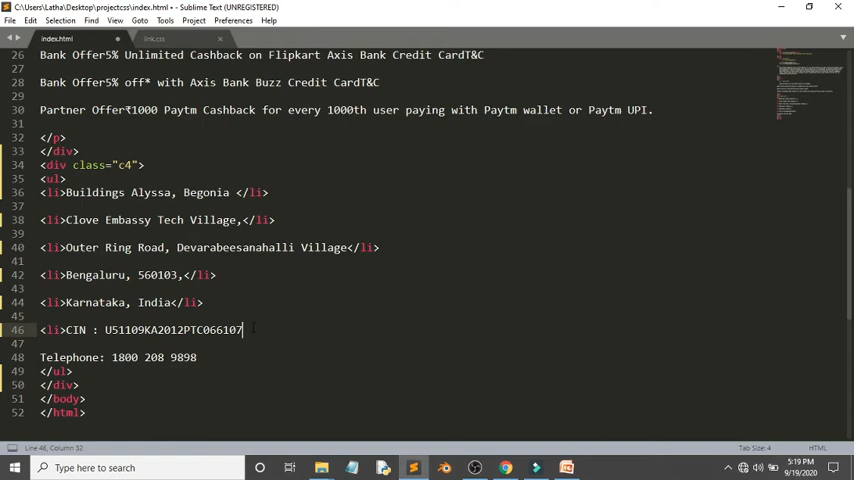 C:\Users\Latha\Desktop\projectcss\index.html • - Sublime Text (UNREGISTERED)
File Edit Selection Find View Goto Tools Project Preferences Help
index.html link.css
26 Bank Offer5% Unlimited Cashback on Flipkart Axis Bank Credit CardT&C
27
28 Bank Offer5% off* with Axis Bank Buzz Credit CardT&C
29
30 Partner Offer₹1000 Paytm Cashback for every 1000th user paying with Paytm wallet or Paytm UPI.
31
32 </p>
33 </div>
34 <div class="c4">
35 <ul>
36 <li>Buildings Alyssa, Begonia </li>
37
38 <li>Clove Embassy Tech Village,</li>
39
40 <li>Outer Ring Road, Devarabeesanahalli Village</li>
41
42 <li>Bengaluru, 560103,</li>
43
44 <li>Karnataka, India</li>
45
46 <li>CIN : U51109KA2012PTC066107
47
48 Telephone: 1800 208 9898
49 </ul>
50 </div>
51 </body>
52 </html>
Line 46, Column 32 Tab Size: 4 HTML
Type here to search
5:19 PM
9/19/2020